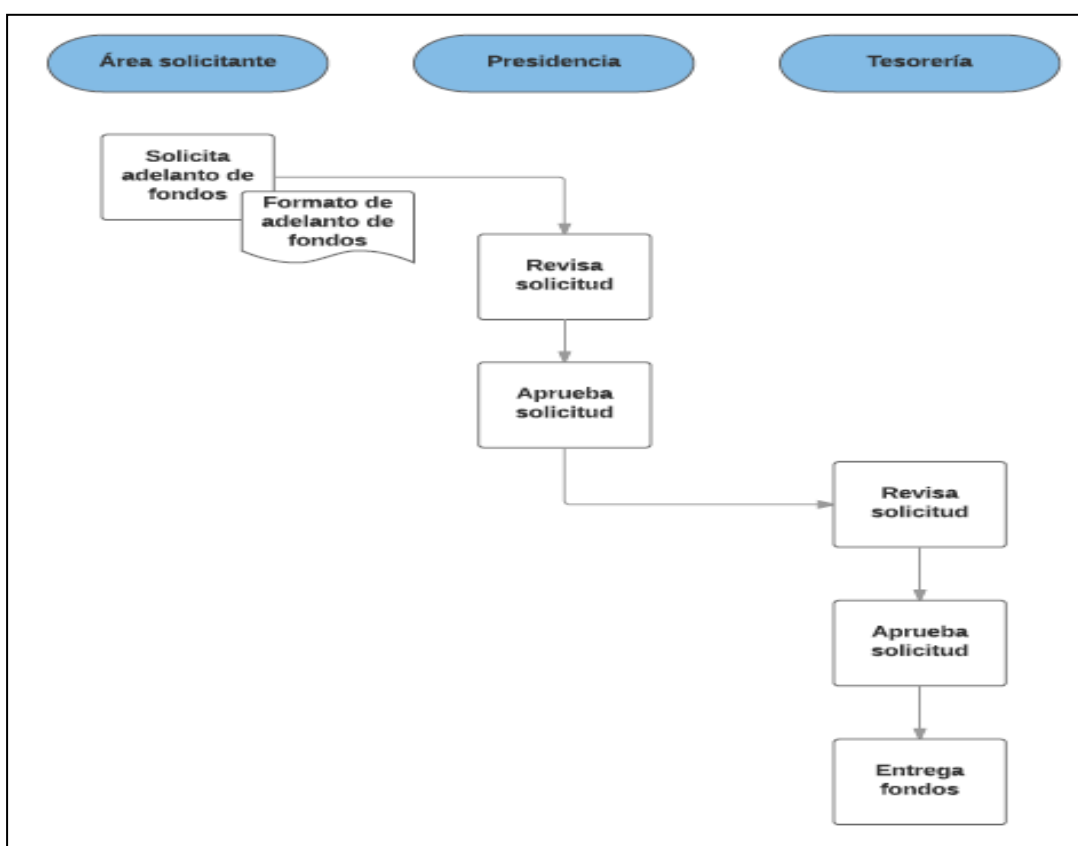 Área solicitante
Presidencia
Tesorería
Solicita
adelanto de
fondos
Formato de
adelanto de
fondos
Revisa
solicitud
Aprueba
solicitud
Revisa
solicitud
Aprueba
solicitud
Entrega
fondos